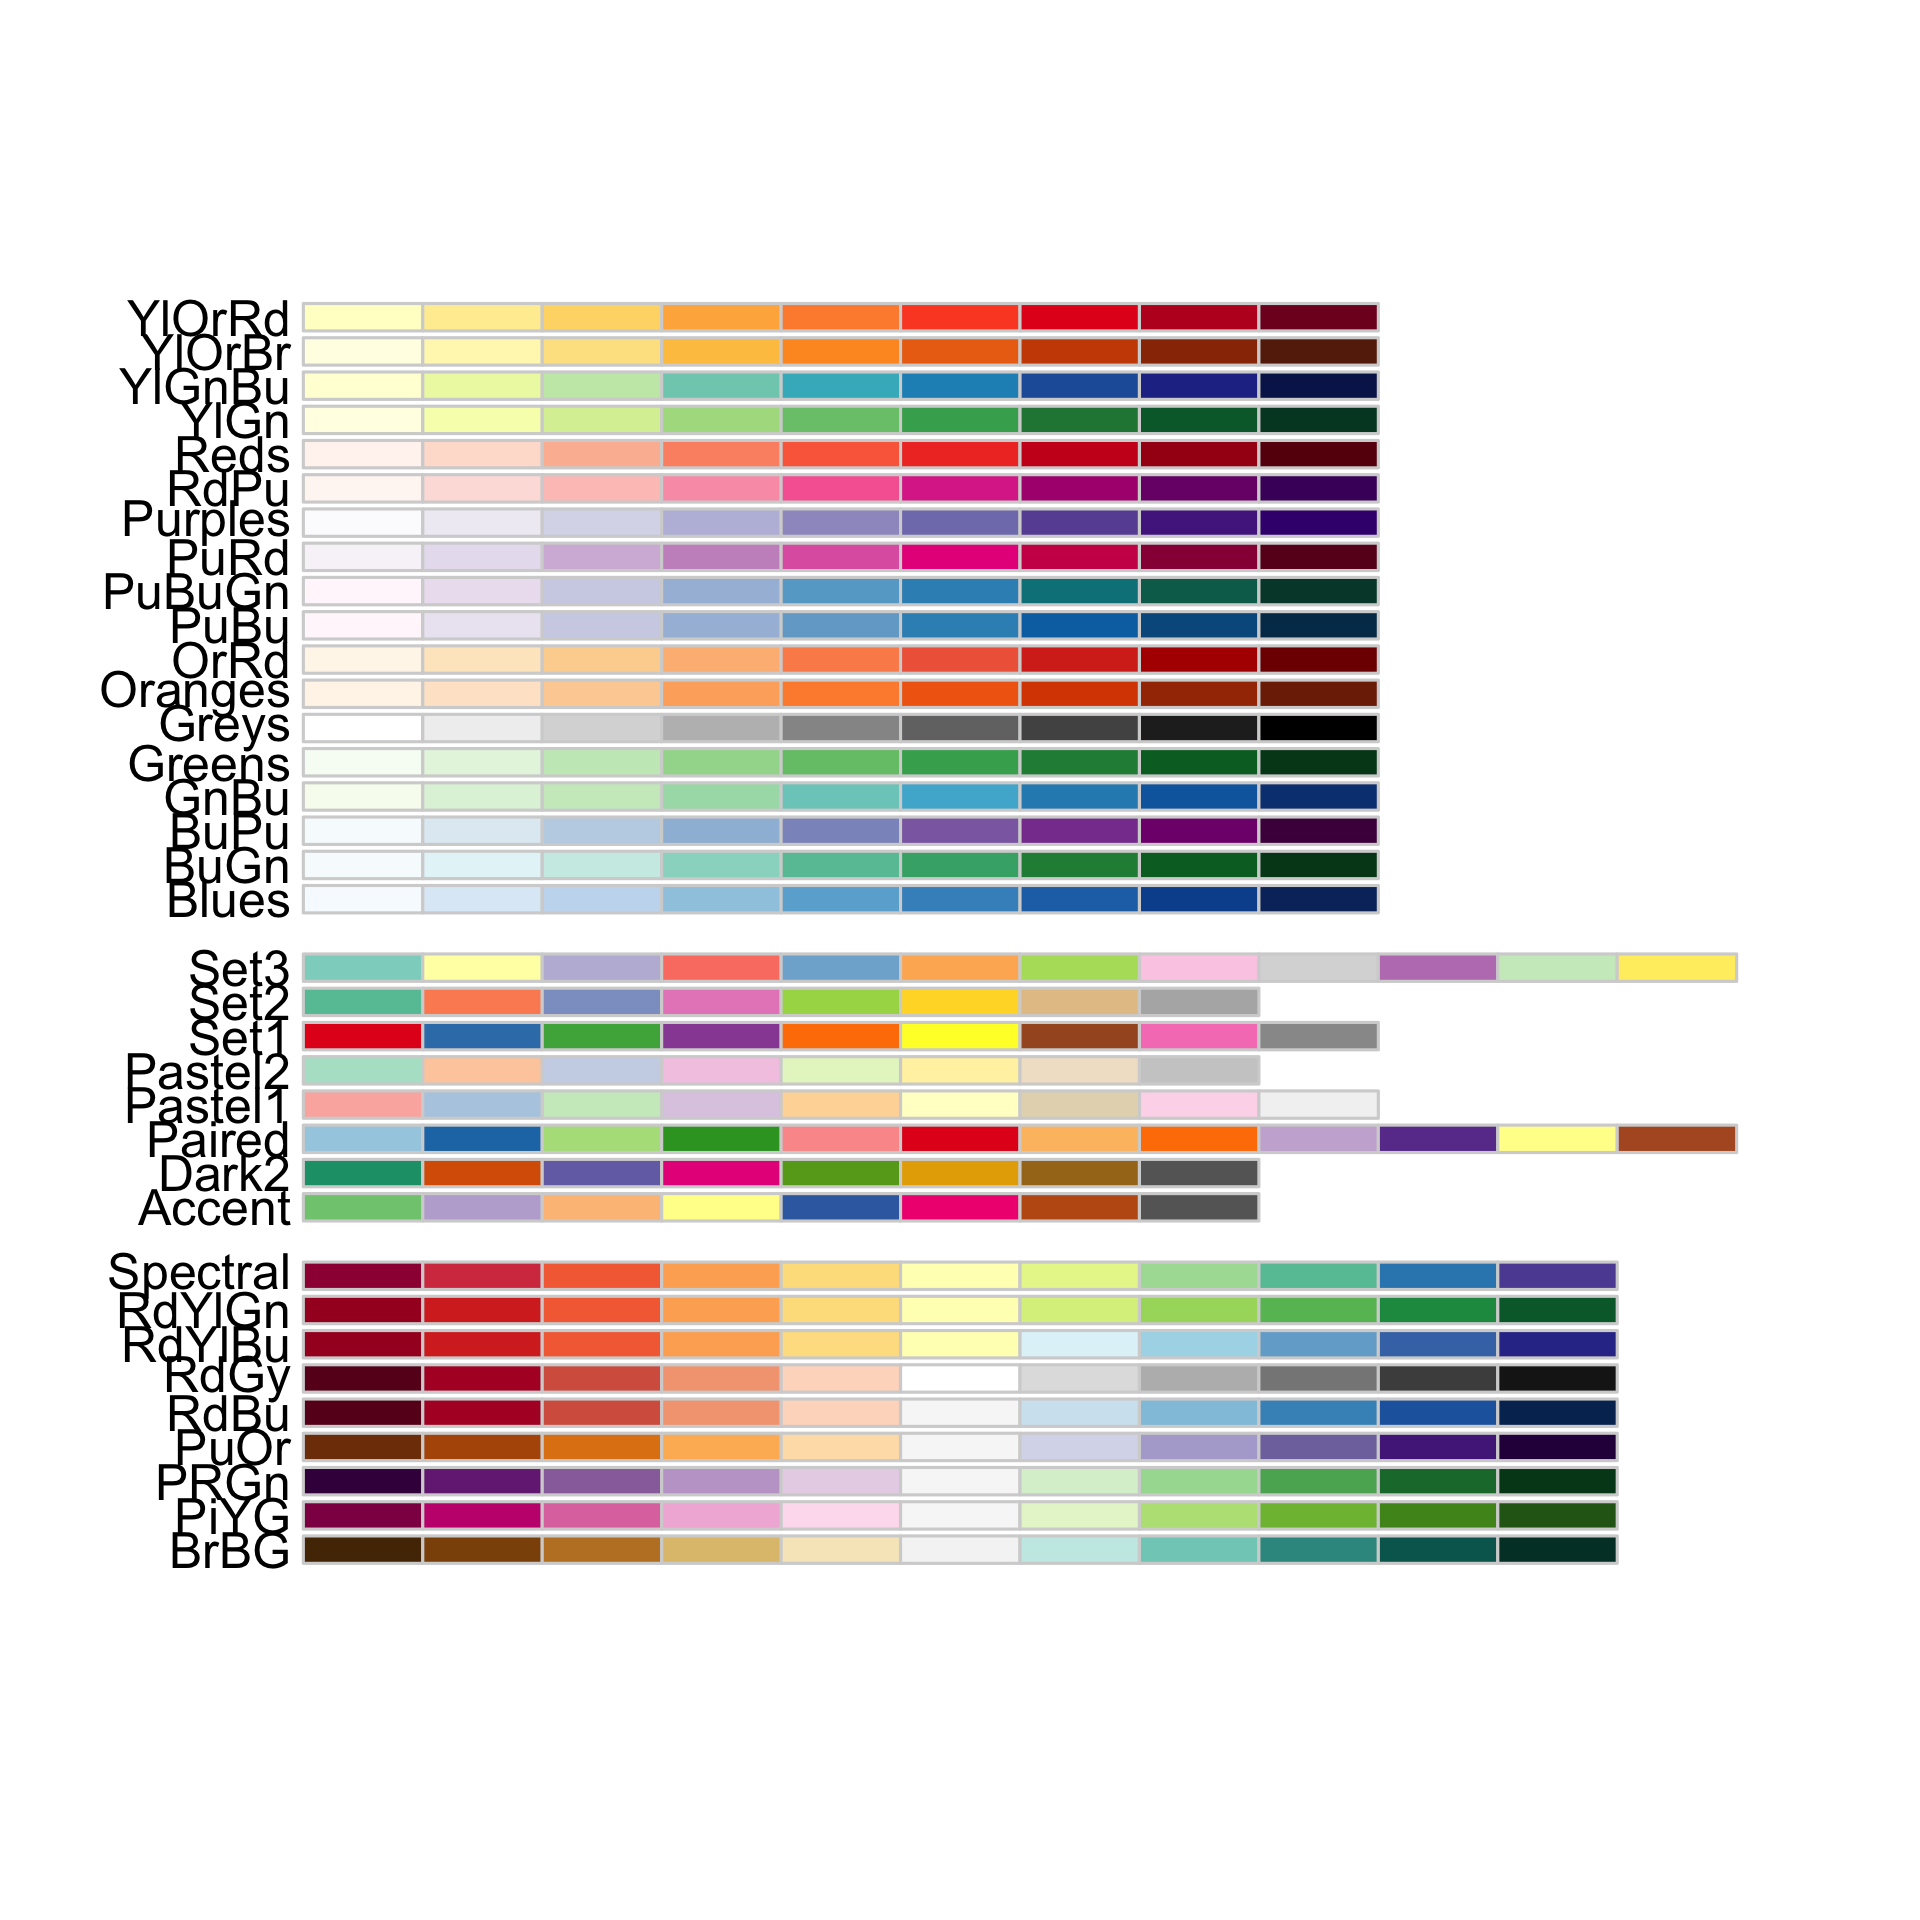 YlOrRd
YlOrBr
YlGnBu
YlGn
Reds
RdPu
Purples
PuRd
PuBuGn
PuBu
OrRd
Oranges
Greys
Greens
GnBu
BuPu
BuGn
Blues
Set3
Set2
Set1
Pastel2
Pastel1
Paired
Dark2
Accent
Spectral
RdYlGn
RdYlBu
RdGy
RdBu
PuOr
PRGn
PiYG
BrBG